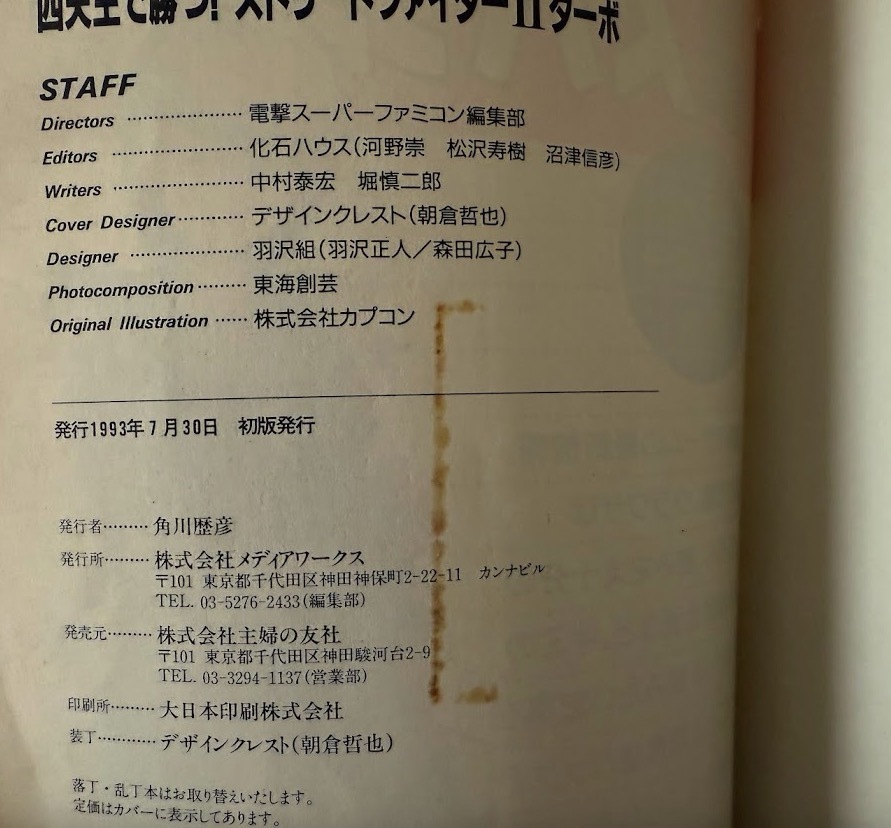 四天王で勝つ! ストリートファイターIIターボ
STAFF
Directors ………………… 電撃スーパーファミコン編集部
Editors ………………… 化石ハウス(河野崇　松沢寿樹　沼津信彦)
Writers ………………… 中村泰宏　堀慎二郎
Cover Designer ………… デザインクレスト(朝倉哲也)
Designer ………………… 羽沢組(羽沢正人／森田広子)
Photocomposition ……… 東海創芸
Original Illustration …… 株式会社カプコン
発行1993年7月30日　初版発行
発行者……… 角川歴彦
発行所……… 株式会社メディアワークス
〒101 東京都千代田区神田神保町2-22-11　カンナビル
TEL. 03-5276-2433(編集部)
発売元……… 株式会社主婦の友社
〒101 東京都千代田区神田駿河台2-9
TEL. 03-3294-1137(営業部)
印刷所……… 大日本印刷株式会社
装丁………… デザインクレスト(朝倉哲也)
落丁・乱丁本はお取り替えいたします。
定価はカバーに表示してあります。